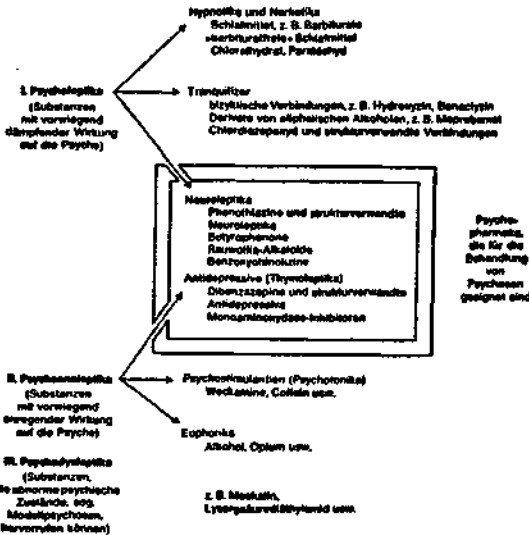 Hypnotika und Narkotika
Schlafmittel, z. B. Barbiturate
»barbituratfreie« Schlafmittel
Chloralhydrat, Paraldehyd
I. Psycholeptika
(Substanzen
mit vorwiegend
dämpfender Wirkung
auf die Psyche)
Tranquilizer
bizyklische Verbindungen, z. B. Hydroxyzin, Benactyzin
Derivate von aliphatischen Alkoholen, z. B. Meprobamat
Chlordiazepoxyd und strukturverwandte Verbindungen
Neuroleptika
Phenothiazine und strukturverwandte
Neuroleptika
Butyrophenone
Rauwolfia-Alkaloide
Benzochinolizine
Antidepressiva (Thymoleptika)
Dibenzazepine und strukturverwandte
Antidepressiva
Monoaminoxydase-Inhibitoren
Psycho-
pharmaka,
die für die
Behandlung
von
Psychosen
geeignet sind
II. Psychoanaleptika
(Substanzen
mit vorwiegend
anregender Wirkung
auf die Psyche)
Psychostimulantien (Psychotonika)
Weckamine, Coffein usw.
Euphorika
Alkohol, Opium usw.
III. Psychodysleptika
(Substanzen,
die abnorme psychische
Zustände, sog.
Modellpsychosen,
hervorrufen können)
z. B. Meskalin,
Lysergsäurediäthylamid usw.